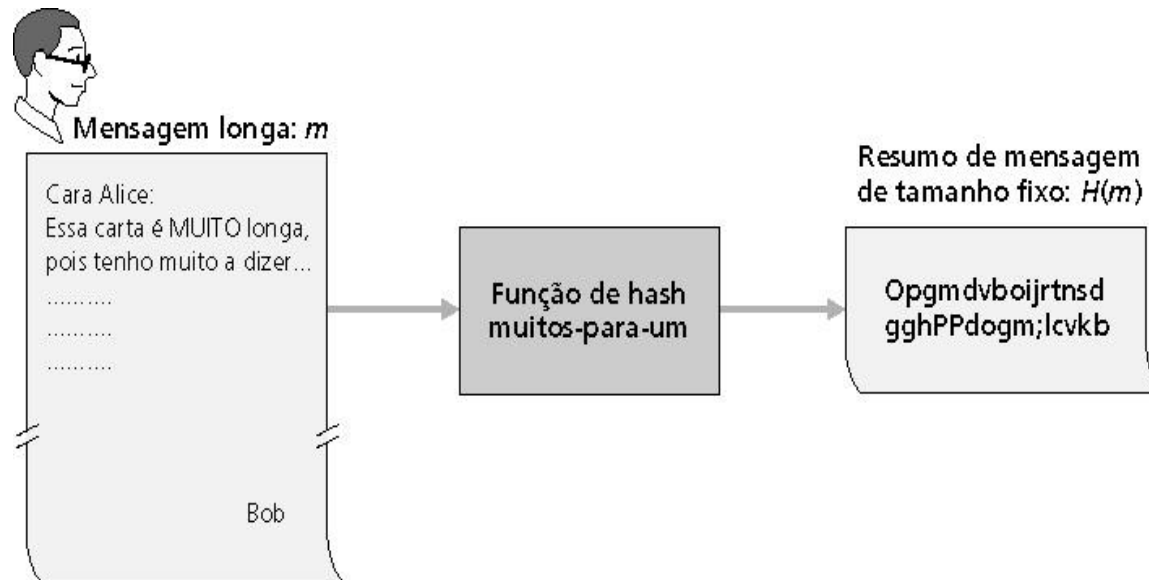 Mensagem longa: m
Cara Alice:
Essa carta é MUITO longa,
pois tenho muito a dizer...
..........
..........
..........
Bob
Função de hash
muitos-para-um
Resumo de mensagem
de tamanho fixo: H(m)
Opgmdvboijrtnsd
gghPPdogm;lcvkb